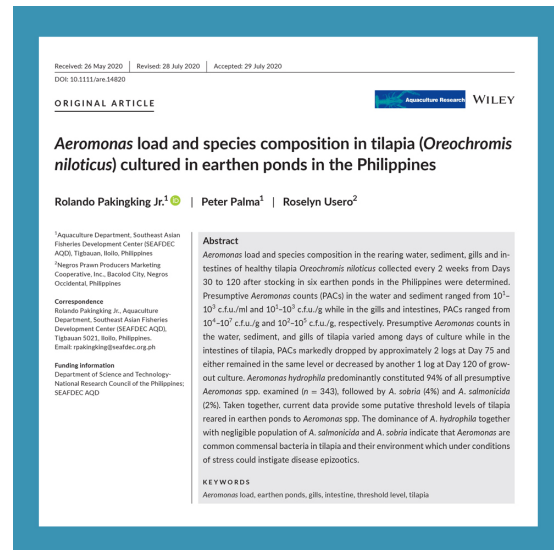 Received: 26 May 2020 | Revised: 28 July 2020 | Accepted: 29 July 2020
DOI: 10.1111/are.14820
ORIGINAL ARTICLE
Aquaculture Research WILEY
Aeromonas load and species composition in tilapia (Oreochromis
niloticus) cultured in earthen ponds in the Philippines
Rolando Pakingking Jr.¹ | Peter Palma¹ | Roselyn Usero²
¹Aquaculture Department, Southeast Asian
Fisheries Development Center (SEAFDEC
AQD), Tigbauan, Iloilo, Philippines
²Negros Prawn Producers Marketing
Cooperative, Inc., Bacolod City, Negros
Occidental, Philippines
Correspondence
Rolando Pakingking Jr., Aquaculture
Department, Southeast Asian Fisheries
Development Center (SEAFDEC AQD),
Tigbauan 5021, Iloilo, Philippines.
Email: rpakingking@seafdec.org.ph
Funding information
Department of Science and Technology-
National Research Council of the Philippines;
SEAFDEC AQD
Abstract
Aeromonas load and species composition in the rearing water, sediment, gills and in-
testines of healthy tilapia Oreochromis niloticus collected every 2 weeks from Days
30 to 120 after stocking in six earthen ponds in the Philippines were determined.
Presumptive Aeromonas counts (PACs) in the water and sediment ranged from 10¹–
10³ c.f.u./ml and 10¹–10³ c.f.u./g while in the gills and intestines, PACs ranged from
10⁴–10⁷ c.f.u./g and 10²–10⁵ c.f.u./g, respectively. Presumptive Aeromonas counts in
the water, sediment, and gills of tilapia varied among days of culture while in the
intestines of tilapia, PACs markedly dropped by approximately 2 logs at Day 75 and
either remained in the same level or decreased by another 1 log at Day 120 of grow-
out culture. Aeromonas hydrophila predominantly constituted 94% of all presumptive
Aeromonas spp. examined (n = 343), followed by A. sobria (4%) and A. salmonicida
(2%). Taken together, current data provide some putative threshold levels of tilapia
reared in earthen ponds to Aeromonas spp. The dominance of A. hydrophila together
with negligible population of A. salmonicida and A. sobria indicate that Aeromonas are
common commensal bacteria in tilapia and their environment which under conditions
of stress could instigate disease epizootics.
KEYWORDS
Aeromonas load, earthen ponds, gills, intestine, threshold level, tilapia